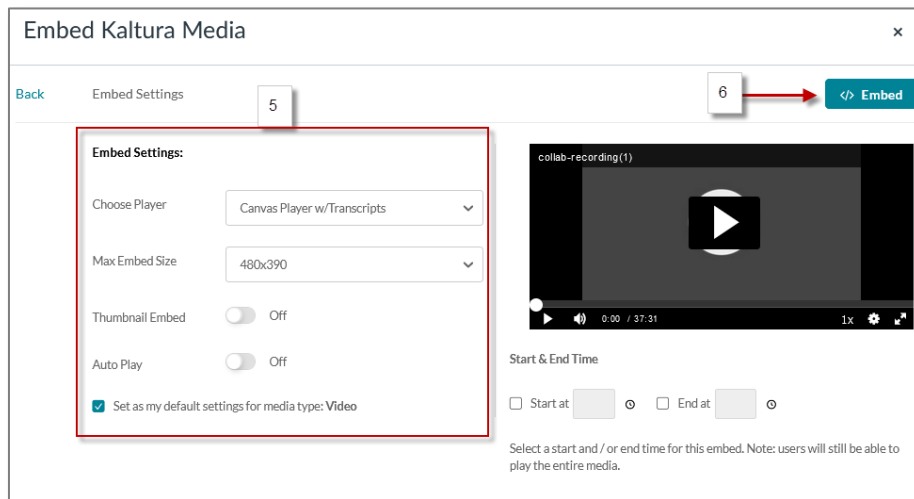 Embed Kaltura Media
×
Back
Embed Settings
5
6
</> Embed
Embed Settings:
Choose Player
Canvas Player w/Transcripts
Max Embed Size
480x390
Thumbnail Embed
Off
Auto Play
Off
Set as my default settings for media type: Video
collab-recording(1)
0:00 / 37:31
1x
Start & End Time
Start at
End at
Select a start and / or end time for this embed. Note: users will still be able to
play the entire media.